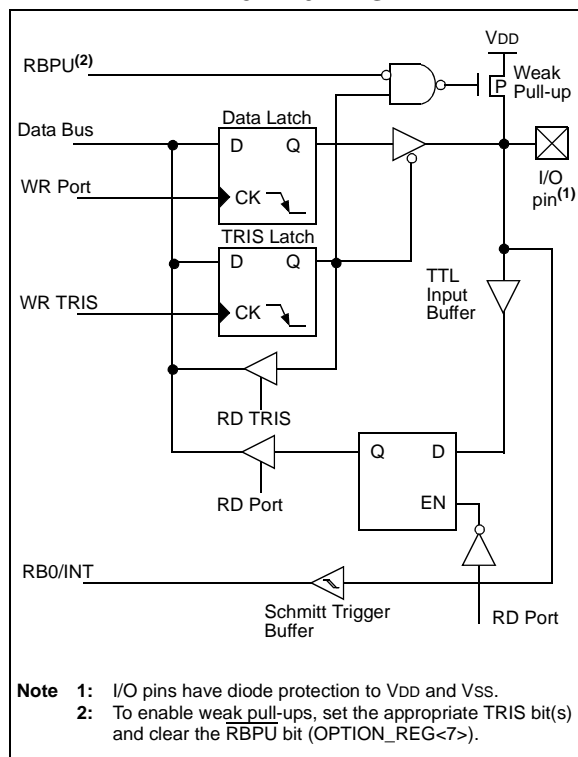 VDD
RBPU(2)
Weak
Pull-up
P
Data Bus
Data Latch
D Q
I/O
pin(1)
WR Port
CK
TRIS Latch
D Q
TTL
Input
Buffer
WR TRIS
CK
RD TRIS
Q D
RD Port
EN
RB0/INT
Schmitt Trigger
Buffer
RD Port
Note 1: I/O pins have diode protection to VDD and VSS.
2: To enable weak pull-ups, set the appropriate TRIS bit(s)
and clear the RBPU bit (OPTION_REG<7>).